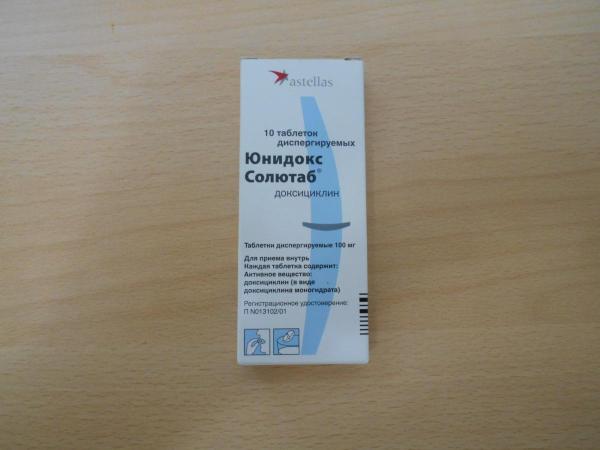 astellas
10 таблеток
диспергируемых
Юнидокс
Солютаб®
доксициклин
Таблетки диспергируемые 100 мг
Для приема внутрь
Каждая таблетка содержит:
Активное вещество:
доксициклин (в виде
доксициклина моногидрата)
Регистрационное удостоверение:
П N013102/01